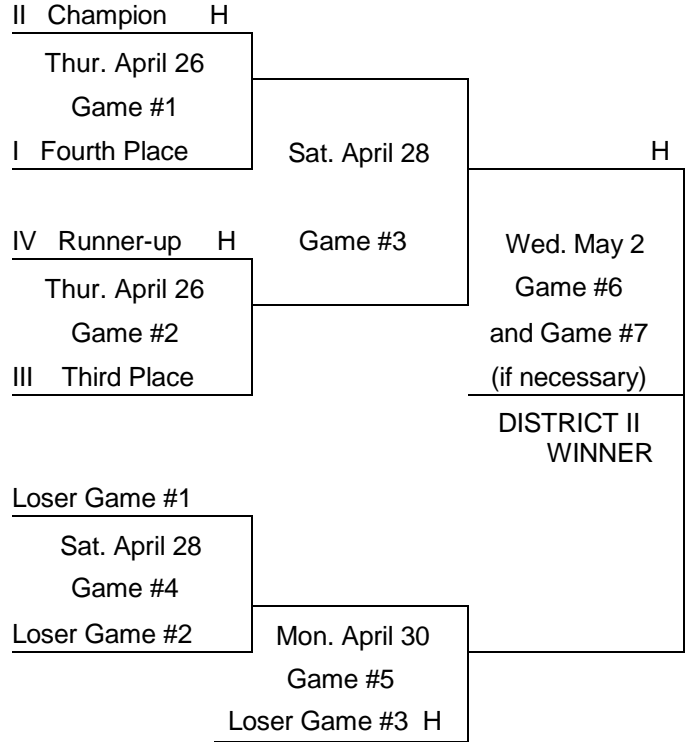 II Champion H
Thur. April 26
Game #1
I Fourth Place
Sat. April 28
H
IV Runner-up H
Game #3
Wed. May 2
Thur. April 26
Game #6
Game #2
and Game #7
III Third Place
(if necessary)
DISTRICT II
WINNER
Loser Game #1
Sat. April 28
Game #4
Loser Game #2
Mon. April 30
Game #5
Loser Game #3 H